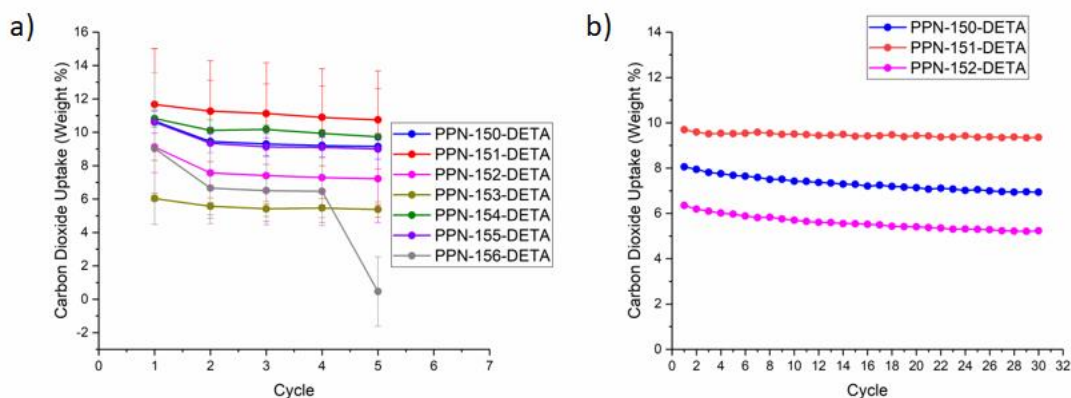 a)
16
14
12
10
8
6
4
2
0
-2
0
1
2
3
4
5
6
7
Carbon Dioxide Uptake (Weight %)
Cycle
PPN-150-DETA
PPN-151-DETA
PPN-152-DETA
PPN-153-DETA
PPN-154-DETA
PPN-155-DETA
PPN-156-DETA
b)
14
12
10
8
6
4
2
0
0 2 4 6 8 10 12 14 16 18 20 22 24 26 28 30 32
Carbon Dioxide Uptake (Weight %)
Cycle
PPN-150-DETA
PPN-151-DETA
PPN-152-DETA